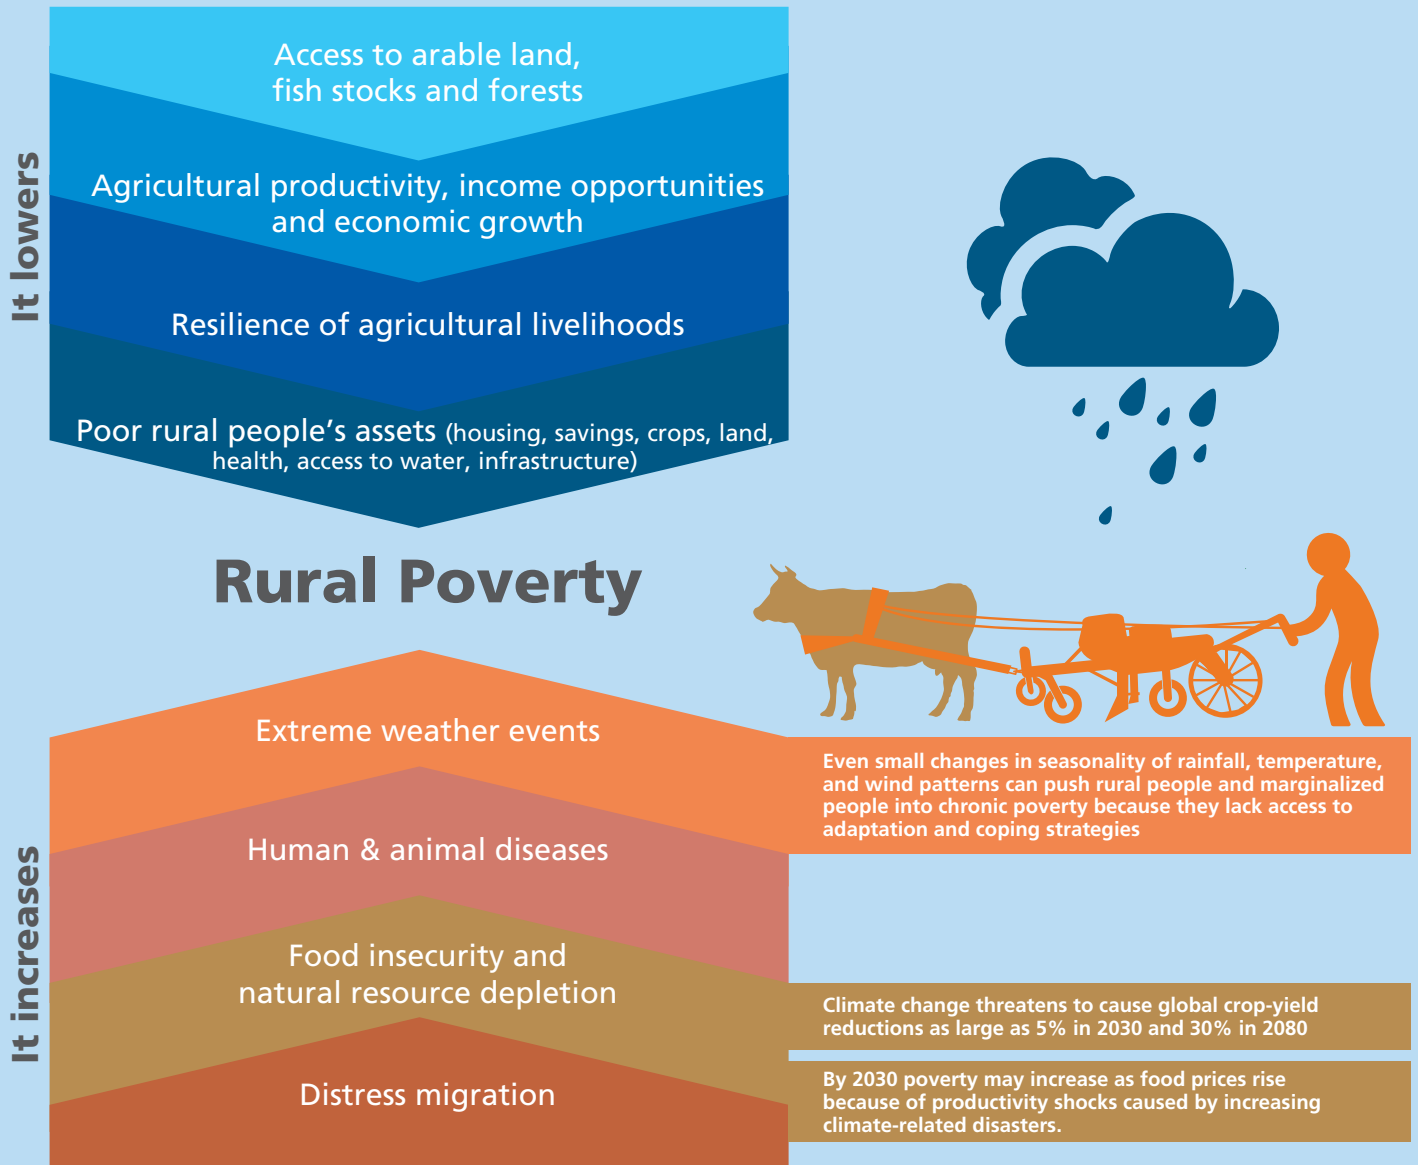 It lowers
Access to arable land,
fish stocks and forests
Agricultural productivity, income opportunities
and economic growth
Resilience of agricultural livelihoods
Poor rural people's assets (housing, savings, crops, land,
health, access to water, infrastructure)
Rural Poverty
It increases
Extreme weather events
Even small changes in seasonality of rainfall, temperature,
and wind patterns can push rural people and marginalized
people into chronic poverty because they lack access to
adaptation and coping strategies
Human & animal diseases
Food insecurity and
natural resource depletion
Climate change threatens to cause global crop-yield
reductions as large as 5% in 2030 and 30% in 2080
Distress migration
By 2030 poverty may increase as food prices rise
because of productivity shocks caused by increasing
climate-related disasters.